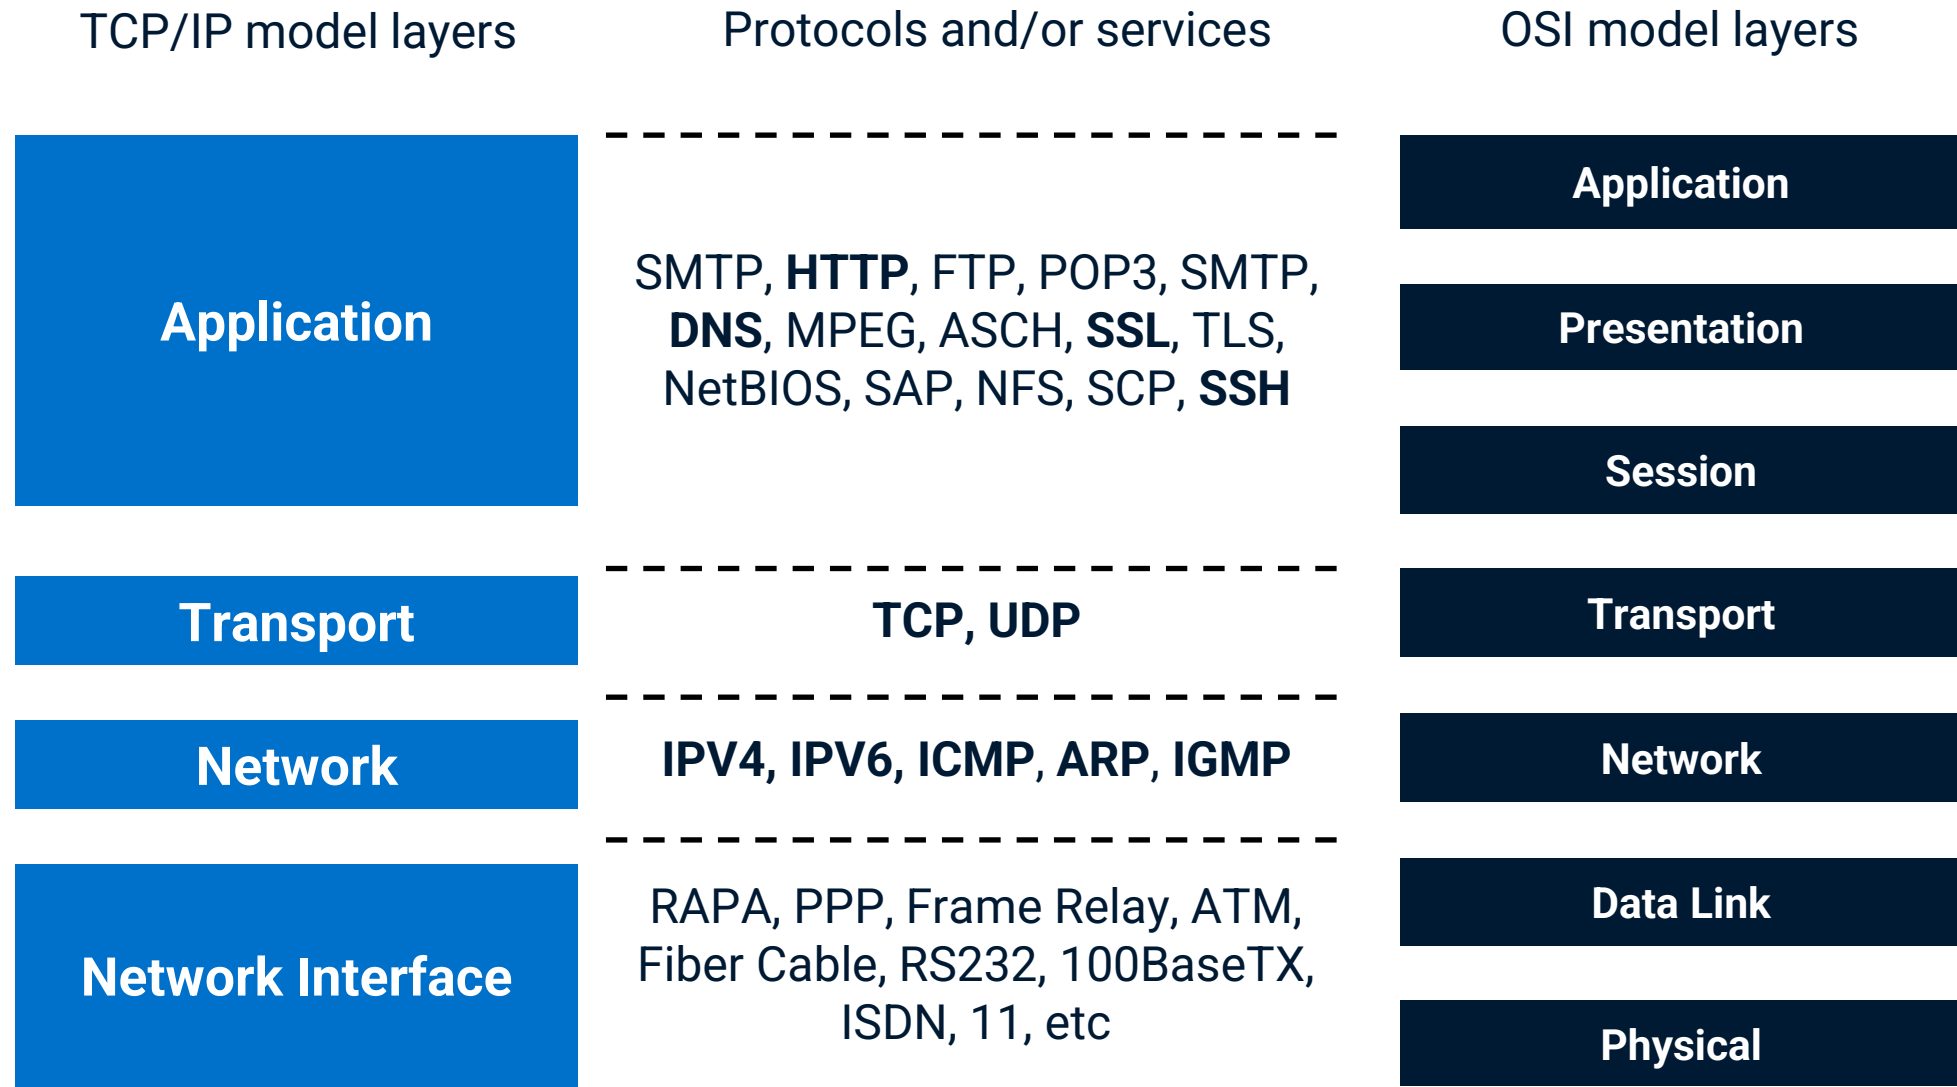 TCP/IP model layers
Protocols and/or services
OSI model layers
Application
SMTP, HTTP, FTP, POP3, SMTP,
DNS, MPEG, ASCH, SSL, TLS,
NetBIOS, SAP, NFS, SCP, SSH
Application
Presentation
Session
Transport
TCP, UDP
Transport
Network
IPV4, IPV6, ICMP, ARP, IGMP
Network
Network Interface
RAPA, PPP, Frame Relay, ATM,
Fiber Cable, RS232, 100BaseTX,
ISDN, 11, etc
Data Link
Physical